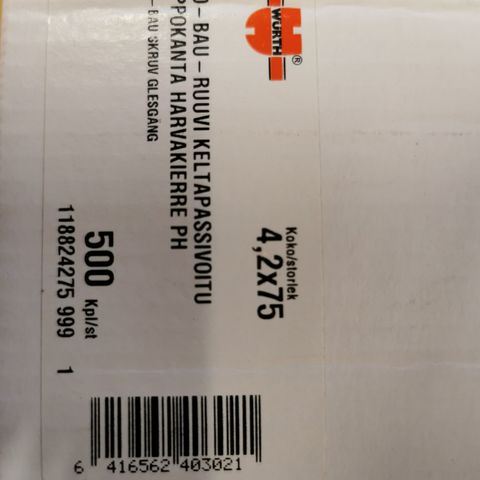 WÜRTH
®
O-BAU-RUUVI KELTAPASSIVOITU
PPOKANTA HARVAKIERRE PH
-BAU SKRUV GLESGÄNG
Koko/storlek
4,2x75
500 Kpl/st
118824275 999 1
6 416562 403021